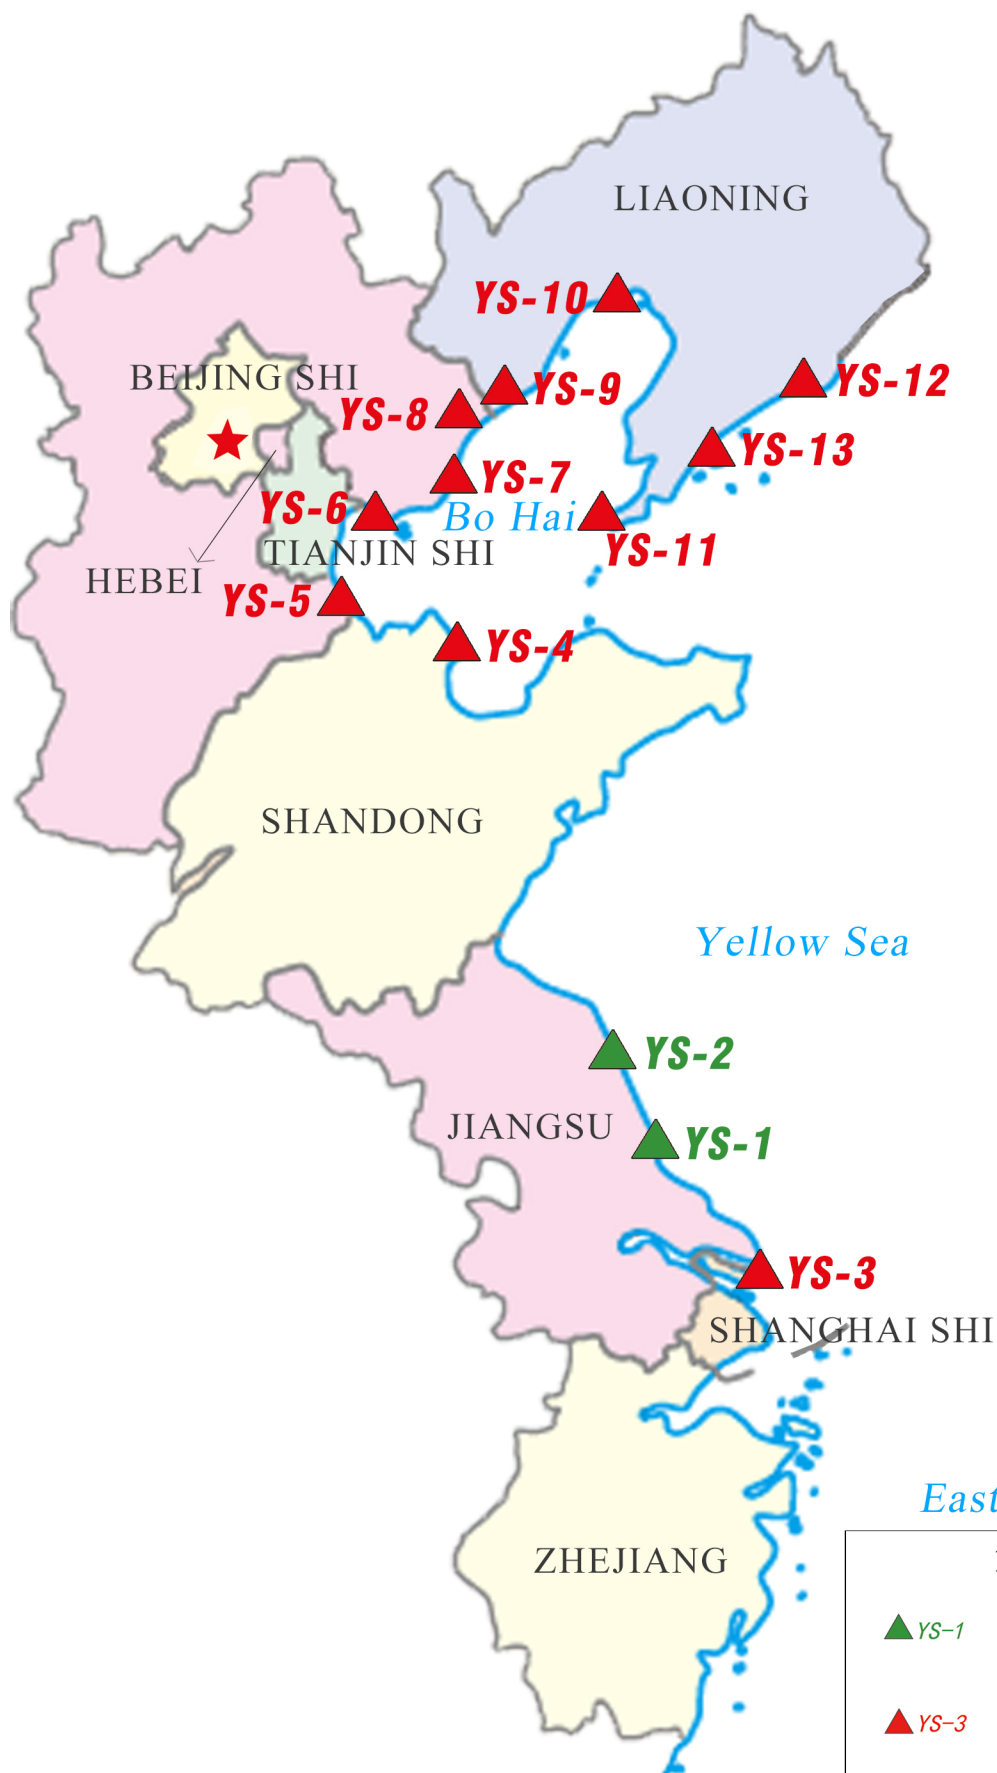 LIAONING
YS-10
BEIJING SHI
YS-9
YS-12
YS-8
YS-13
YS-7
YS-6
Bo Hai
TIANJIN SHI
YS-11
HEBEI
YS-5
YS-4
SHANDONG
Yellow Sea
YS-2
JIANGSU
YS-1
YS-3
SHANGHAI SHI
East
ZHEJIANG
YS-1
YS-3